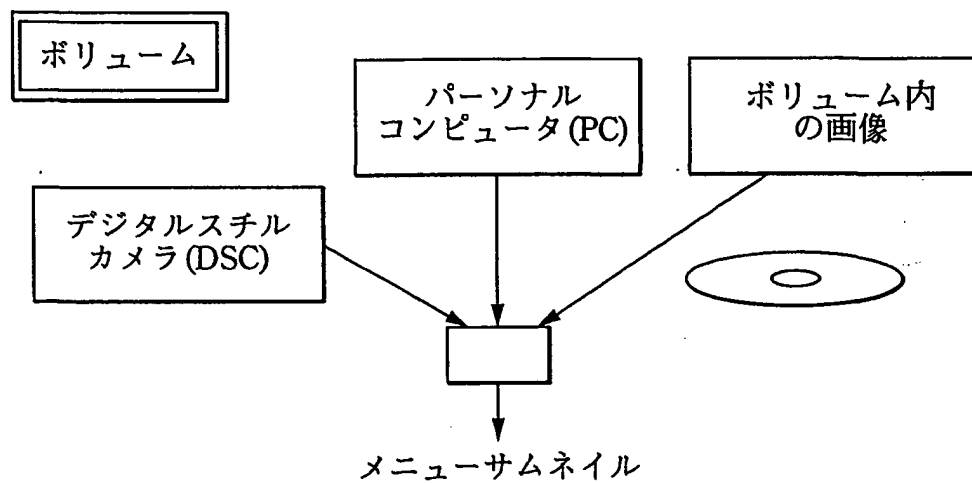 ボリューム
パーソナル
コンピュータ(PC)
ボリューム内
の画像
デジタルスチル
カメラ(DSC)
メニューサムネイル